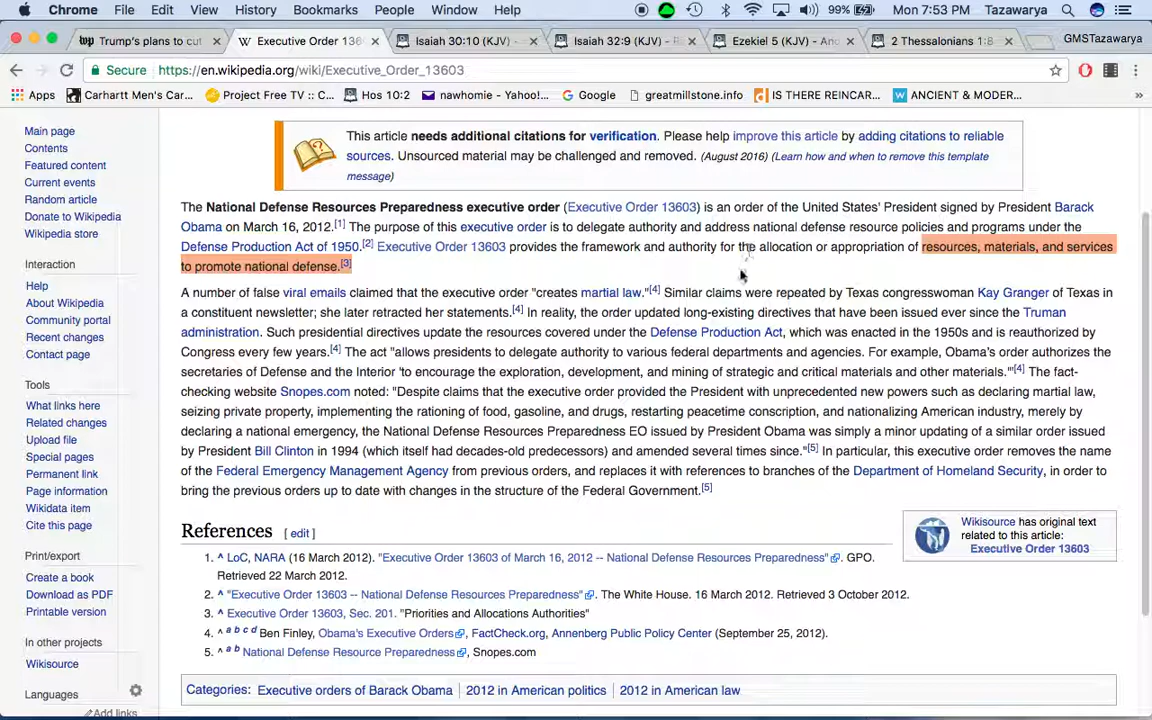 Chrome File Edit View History Bookmarks People Window Help 99% Mon 7:53 PM Tazawarya
Trump's plans to cut × Executive Order 136 × Isaiah 30:10 (KJV) - × Isaiah 32:9 (KJV) - R × Ezekiel 5 (KJV) - And × 2 Thessalonians 1:8 × GMSTazawarya
Secure https://en.wikipedia.org/wiki/Executive_Order_13603
Apps Carhartt Men's Car... Project Free TV :: C... Hos 10:2 nawhomie - Yahoo!... Google greatmillstone.info IS THERE REINCAR... ANCIENT & MODER... »
Main page
Contents
Featured content
Current events
Random article
Donate to Wikipedia
Wikipedia store
Interaction
Help
About Wikipedia
Community portal
Recent changes
Contact page
Tools
What links here
Related changes
Upload file
Special pages
Permanent link
Page information
Wikidata item
Cite this page
Print/export
Create a book
Download as PDF
Printable version
In other projects
Wikisource
Languages
Add links
This article needs additional citations for verification. Please help improve this article by adding citations to reliable
sources. Unsourced material may be challenged and removed. (August 2016) (Learn how and when to remove this template
message)
The National Defense Resources Preparedness executive order (Executive Order 13603) is an order of the United States' President signed by President Barack
Obama on March 16, 2012.[1] The purpose of this executive order is to delegate authority and address national defense resource policies and programs under the
Defense Production Act of 1950.[2] Executive Order 13603 provides the framework and authority for the allocation or appropriation of resources, materials, and services
to promote national defense.[3]
A number of false viral emails claimed that the executive order "creates martial law."[4] Similar claims were repeated by Texas congresswoman Kay Granger of Texas in
a constituent newsletter; she later retracted her statements.[4] In reality, the order updated long-existing directives that have been issued ever since the Truman
administration. Such presidential directives update the resources covered under the Defense Production Act, which was enacted in the 1950s and is reauthorized by
Congress every few years.[4] The act "allows presidents to delegate authority to various federal departments and agencies. For example, Obama's order authorizes the
secretaries of Defense and the Interior 'to encourage the exploration, development, and mining of strategic and critical materials and other materials.'"[4] The fact-
checking website Snopes.com noted: "Despite claims that the executive order provided the President with unprecedented new powers such as declaring martial law,
seizing private property, implementing the rationing of food, gasoline, and drugs, restarting peacetime conscription, and nationalizing American industry, merely by
declaring a national emergency, the National Defense Resources Preparedness EO issued by President Obama was simply a minor updating of a similar order issued
by President Bill Clinton in 1994 (which itself had decades-old predecessors) and amended several times since."[5] In particular, this executive order removes the name
of the Federal Emergency Management Agency from previous orders, and replaces it with references to branches of the Department of Homeland Security, in order to
bring the previous orders up to date with changes in the structure of the Federal Government.[5]
References [ edit ]
Wikisource has original text
related to this article:
Executive Order 13603
1. ^ LoC, NARA (16 March 2012). "Executive Order 13603 of March 16, 2012 -- National Defense Resources Preparedness". GPO.
Retrieved 22 March 2012.
2. ^ "Executive Order 13603 -- National Defense Resources Preparedness". The White House. 16 March 2012. Retrieved 3 October 2012.
3. ^ Executive Order 13603, Sec. 201. "Priorities and Allocations Authorities"
4. ^ a b c d Ben Finley, Obama's Executive Orders, FactCheck.org, Annenberg Public Policy Center (September 25, 2012).
5. ^ a b National Defense Resource Preparedness, Snopes.com
Categories: Executive orders of Barack Obama | 2012 in American politics | 2012 in American law